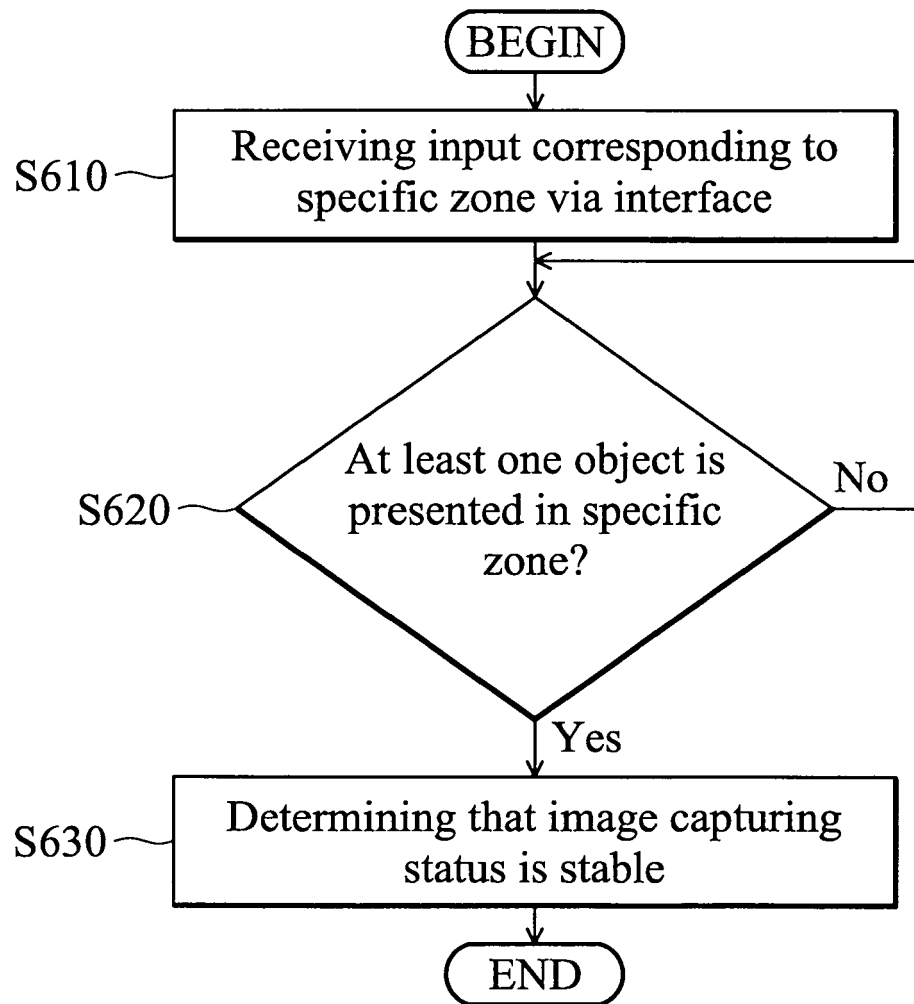 BEGIN
S610
Receiving input corresponding to
specific zone via interface
S620
At least one object is
presented in specific
zone?
No
Yes
S630
Determining that image capturing
status is stable
END